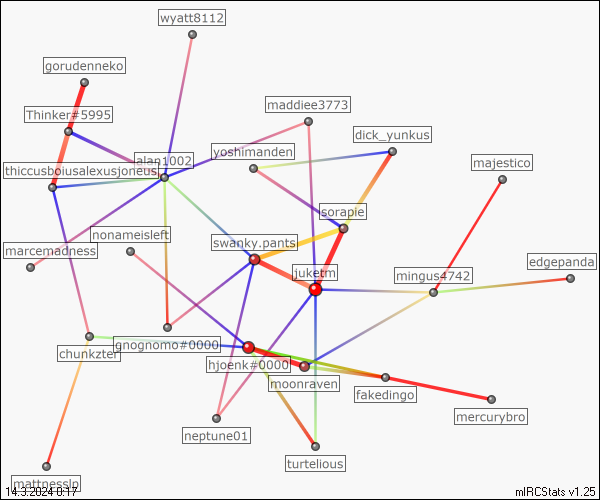 wyatt8112
gorudenneko
maddiee3773
Thinker#5995
dick_yunkus
yoshimanden
alan1002
majestico
thiccusboiusalexusjoneus
sorapie
nonameisleft
swanky.pants
marcemadness
edgepanda
juketm
mingus4742
gnognomo#0000
chunkzter
hjoenk#0000
moonraven
fakedingo
mercurybro
neptune01
turtelious
mattnesslp
14.3.2024 0:17
mIRCStats v1.25